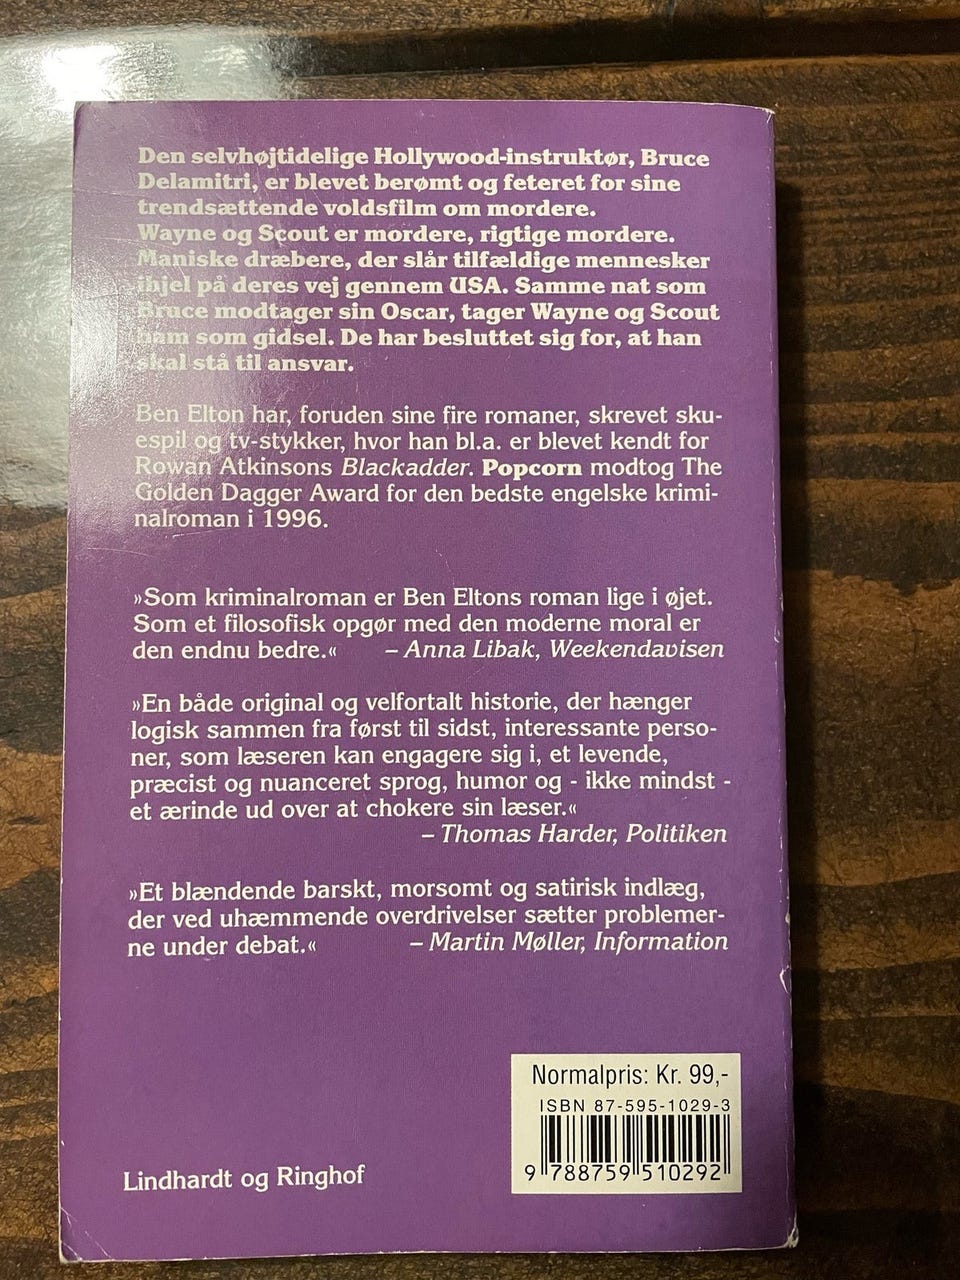 Den selvhøjtidelige Hollywood-instruktør, Bruce
Delamitri, er blevet berømt og feteret for sine
trendsættende voldsfilm om mordere.
Wayne og Scout er mordere, rigtige mordere.
Maniske dræbere, der slår tilfældige mennesker
ihjel på deres vej gennem USA. Samme nat som
Bruce modtager sin Oscar, tager Wayne og Scout
ham som gidsel. De har besluttet sig for, at han
skal stå til ansvar.
Ben Elton har, foruden sine fire romaner, skrevet sku-
espil og tv-stykker, hvor han bl.a. er blevet kendt for
Rowan Atkinsons Blackadder. Popcorn modtog The
Golden Dagger Award for den bedste engelske krimi-
nalroman i 1996.
»Som kriminalroman er Ben Eltons roman lige i øjet.
Som et filosofisk opgør med den moderne moral er
den endnu bedre.« – Anna Libak, Weekendavisen
»En både original og velfortalt historie, der hænger
logisk sammen fra først til sidst, interessante perso-
ner, som læseren kan engagere sig i, et levende,
præcist og nuanceret sprog, humor og - ikke mindst -
et ærinde ud over at chokere sin læser.«
– Thomas Harder, Politiken
»Et blændende barskt, morsomt og satirisk indlæg,
der ved uhæmmende overdrivelser sætter problemer-
ne under debat.« – Martin Møller, Information
Normalpris: Kr. 99,-
ISBN 87-595-1029-3
9 788759 510292
Lindhardt og Ringhof